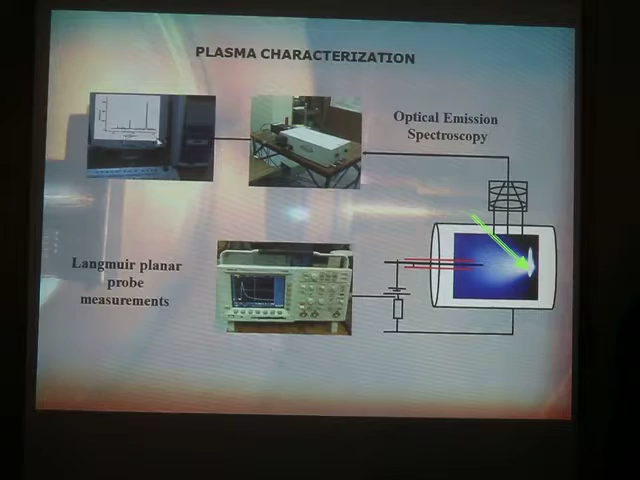 PLASMA CHARACTERIZATION
Optical Emission
Spectroscopy
Langmuir planar
probe
measurements